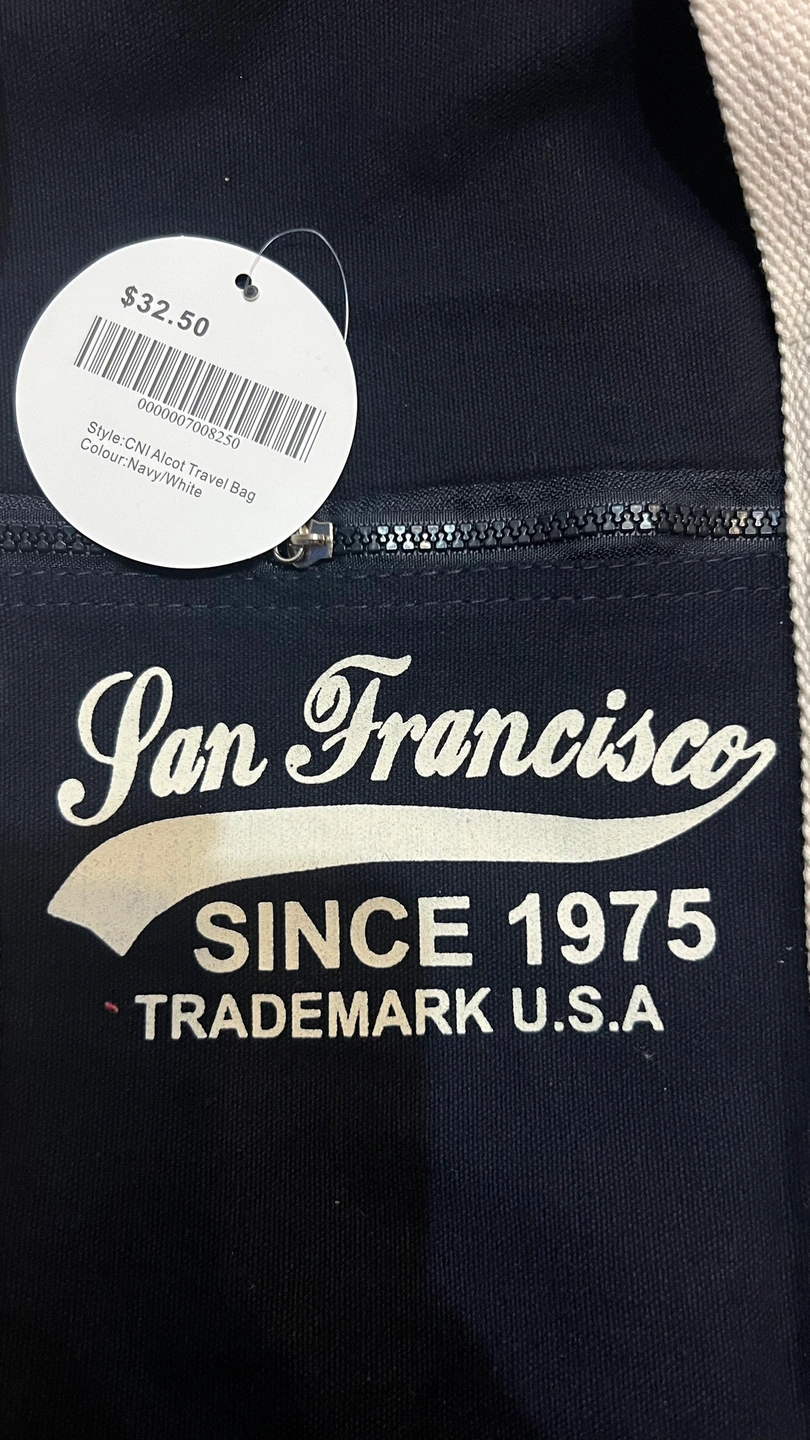 $32.50
0000007008250
Style:CNI Alcot Travel Bag
Colour:Navy/White
San Francisco
SINCE 1975
TRADEMARK U.S.A